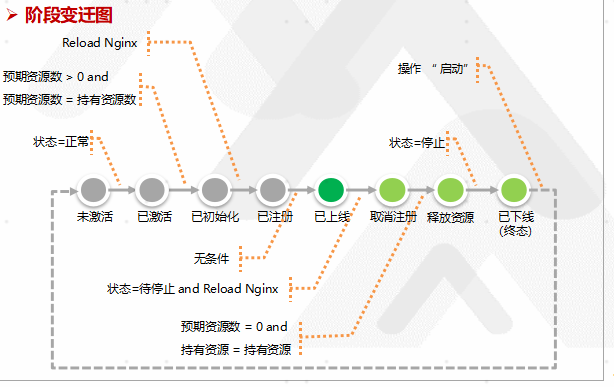 阶段变迁图
Reload Nginx
预期资源数 > 0 and
预期资源数 = 持有资源数
操作 “ 启动”
状态=正常
状态=停止
未激活
已激活
已初始化
已注册
已上线
取消注册
释放资源
已下线
(终态)
无条件
状态=待停止 and Reload Nginx
预期资源数 = 0 and
持有资源 = 持有资源